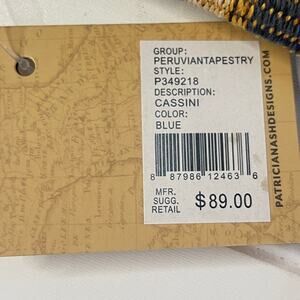 GROUP:
PERUVIANTAPESTRY
STYLE:
P349218
DESCRIPTION:
CASSINI
COLOR:
BLUE
8 87986 12463 6
MFR.
SUGG. $89.00
RETAIL
PATRICIANASHDESIGNS.COM